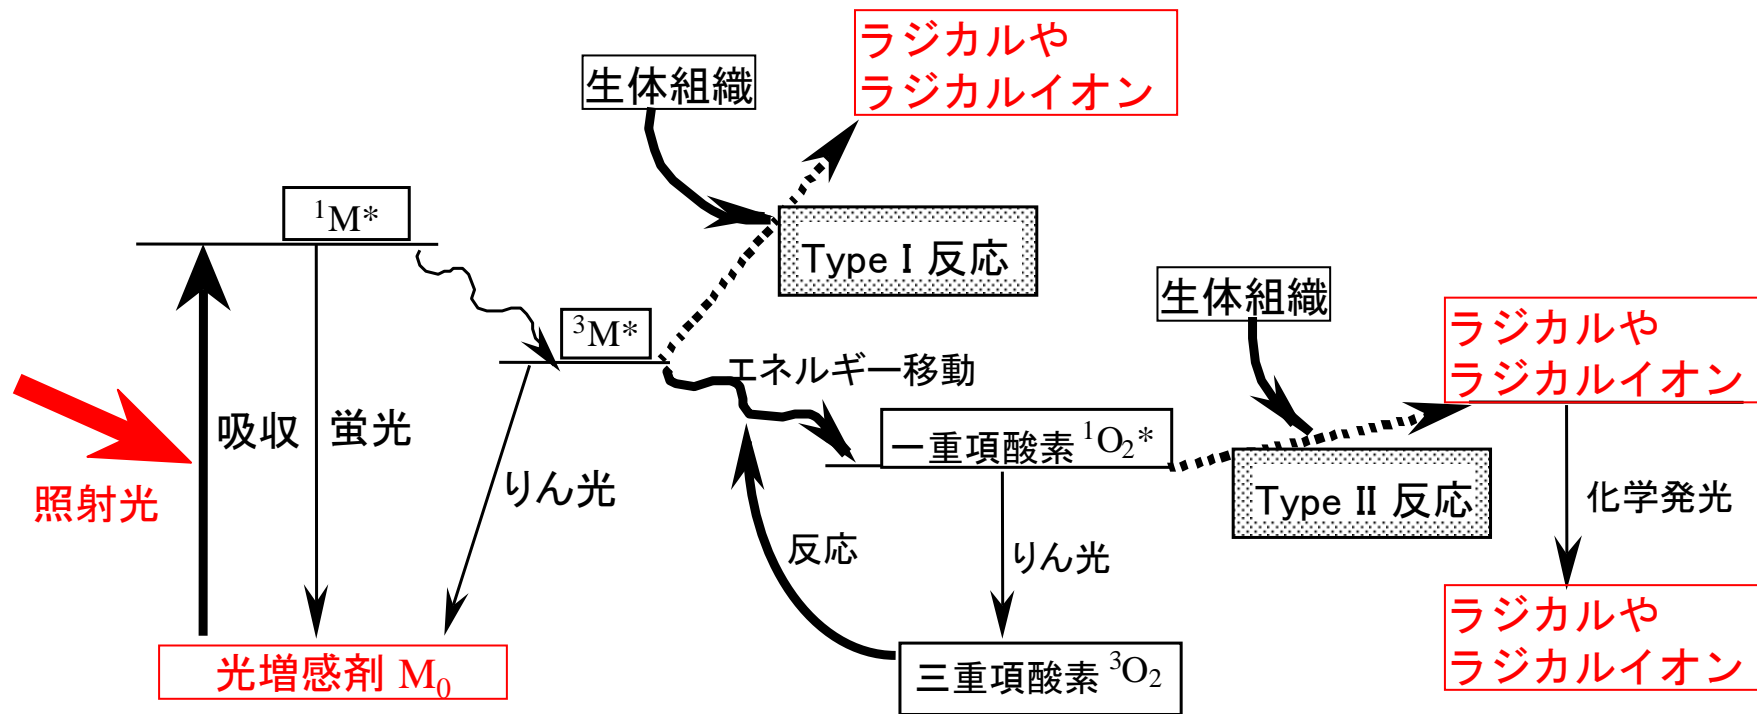 ラジカルや
ラジカルイオン
生体組織
¹M*
Type I 反応
³M*
生体組織
ラジカルや
ラジカルイオン
エネルギー移動
吸収
蛍光
一重項酸素 ¹O₂*
照射光
りん光
Type II 反応
化学発光
反応
りん光
ラジカルや
ラジカルイオン
光増感剤 M₀
三重項酸素 ³O₂